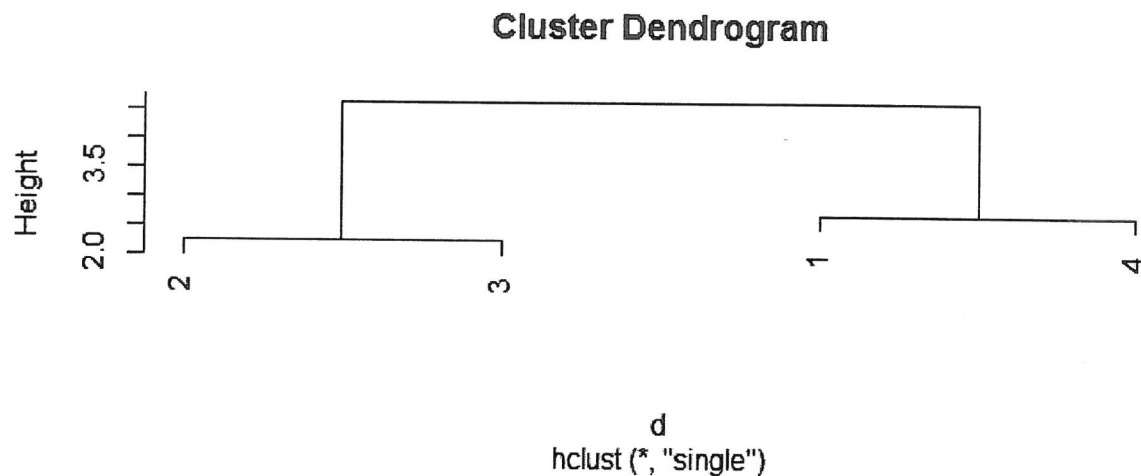 Cluster Dendrogram
Height
3.5
2.0
2
3
1
4
d
hclust (*, "single")